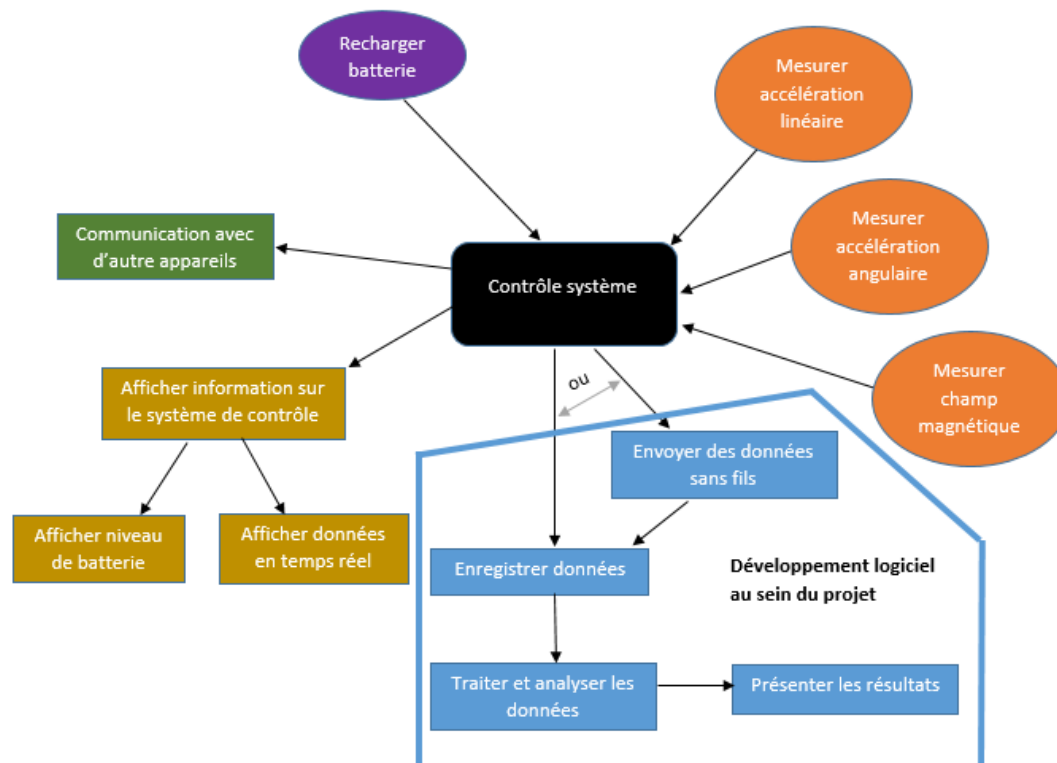 Recharger
batterie
Mesurer
accélération
linéaire
Communication avec
d'autre appareils
Contrôle système
Mesurer
accélération
angulaire
Afficher information sur
le système de contrôle
ou
Mesurer
champ
magnétique
Envoyer des données
sans fils
Afficher niveau
de batterie
Afficher données
en temps réel
Enregistrer données
Développement logiciel
au sein du projet
Traiter et analyser les
données
Présenter les résultats